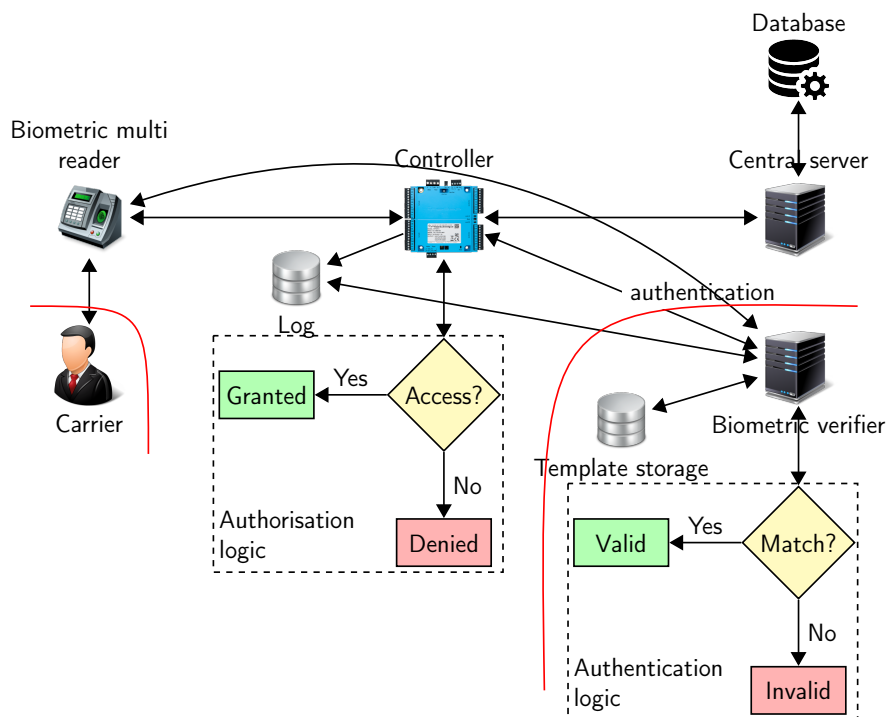 Database
Biometric multi
reader
Controller
Central server
authentication
Log
Carrier
Granted
Yes
Access?
No
Authorisation
logic
Denied
Biometric verifier
Template storage
Valid
Yes
Match?
No
Authentication
logic
Invalid